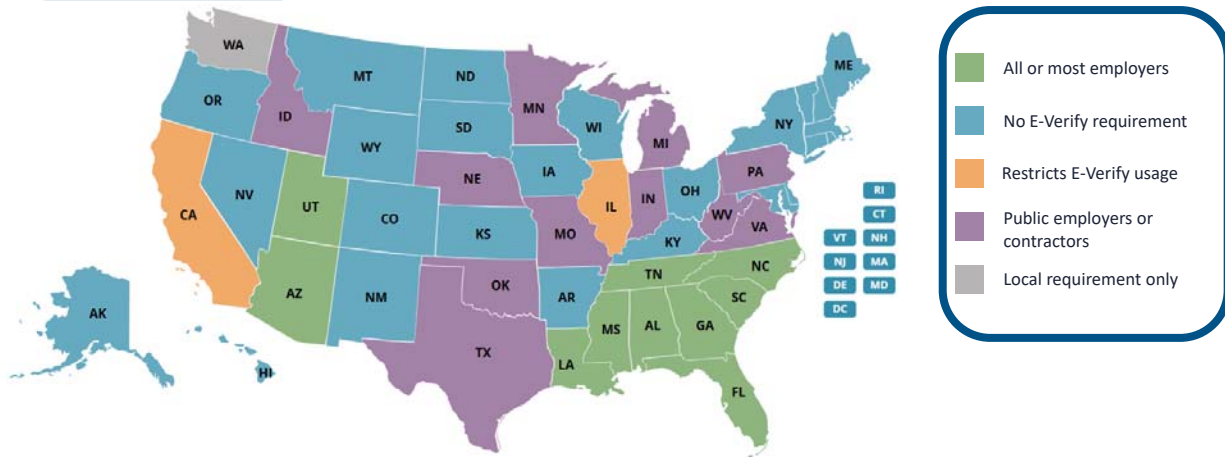 WA
MT
ND
ME
OR
ID
MN
SD
WI
NY
WY
MI
IA
NE
PA
NV
OH
IL
IN
UT
CO
WV
CA
VA
KS
MO
KY
NC
TN
AZ
OK
NM
AR
SC
MS
AL
GA
TX
LA
FL
AK
HI
RI
CT
VT NH
NJ MA
DE MD
DC
All or most employers
No E-Verify requirement
Restricts E-Verify usage
Public employers or
contractors
Local requirement only